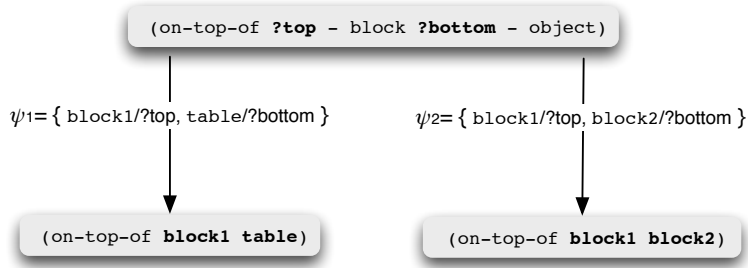 (on-top-of ?top - block ?bottom - object)
ψ1= { block1/?top, table/?bottom }
ψ2= { block1/?top, block2/?bottom }
(on-top-of block1 table)
(on-top-of block1 block2)